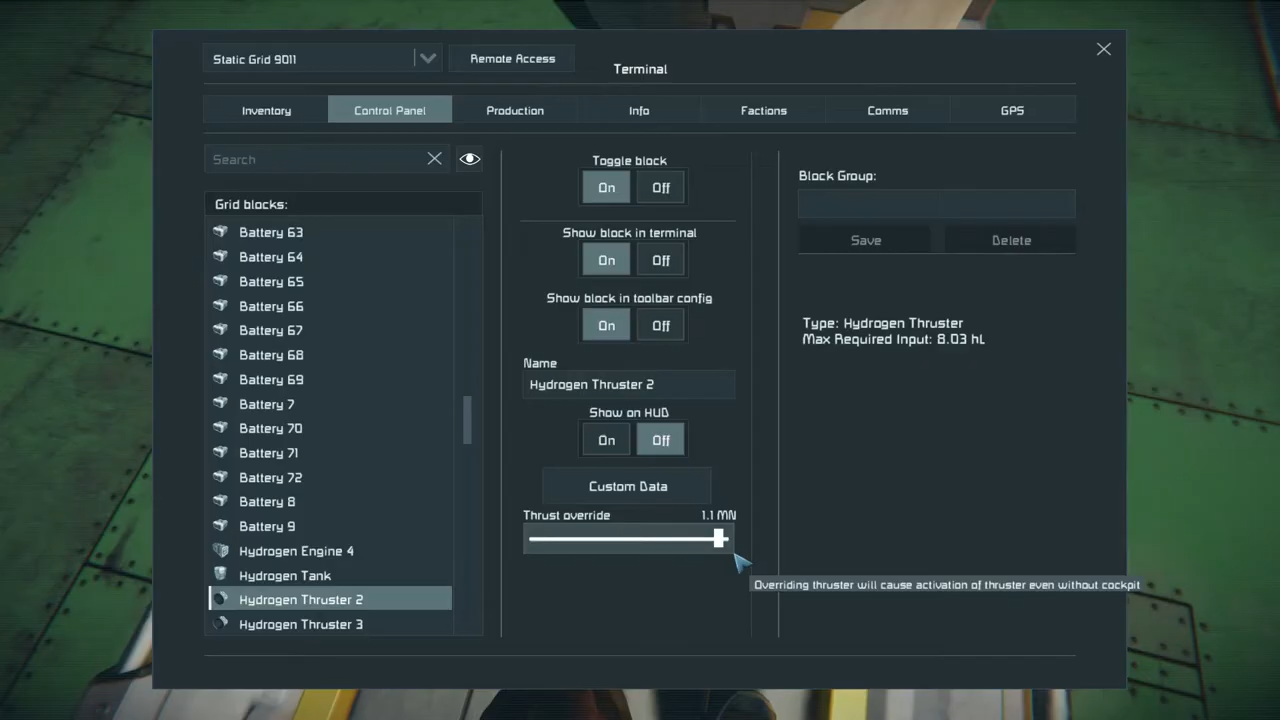 Static Grid 9011
Remote Access
Terminal
Inventory
Control Panel
Production
Info
Factions
Comms
GPS
Search
Grid blocks:
Battery 63
Battery 64
Battery 65
Battery 66
Battery 67
Battery 68
Battery 69
Battery 7
Battery 70
Battery 71
Battery 72
Battery 8
Battery 9
Hydrogen Engine 4
Hydrogen Tank
Hydrogen Thruster 2
Hydrogen Thruster 3
Toggle block
On Off
Show block in terminal
On Off
Show block in toolbar config
On Off
Name
Hydrogen Thruster 2
Show on HUD
On Off
Custom Data
Thrust override 1.1 MN
Overriding thruster will cause activation of thruster even without cockpit
Block Group:
Save
Delete
Type: Hydrogen Thruster
Max Required Input: 8.03 hL